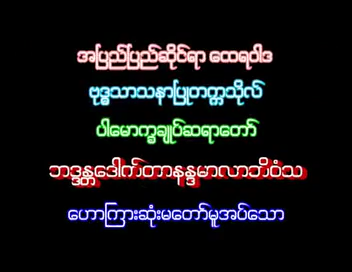 အပြည်ပြည်ဆိုင်ရာ ထေရဝါဒ
ဗုဒ္ဓသာသနာပြုတက္ကသိုလ်
ပါမောက္ခချုပ်ဆရာတော်
ဘဒ္ဒန္တဒေါက်တာနန္ဒမာလာဘိဝံသ
ဟောကြားဆုံးမတော်မူအပ်သော